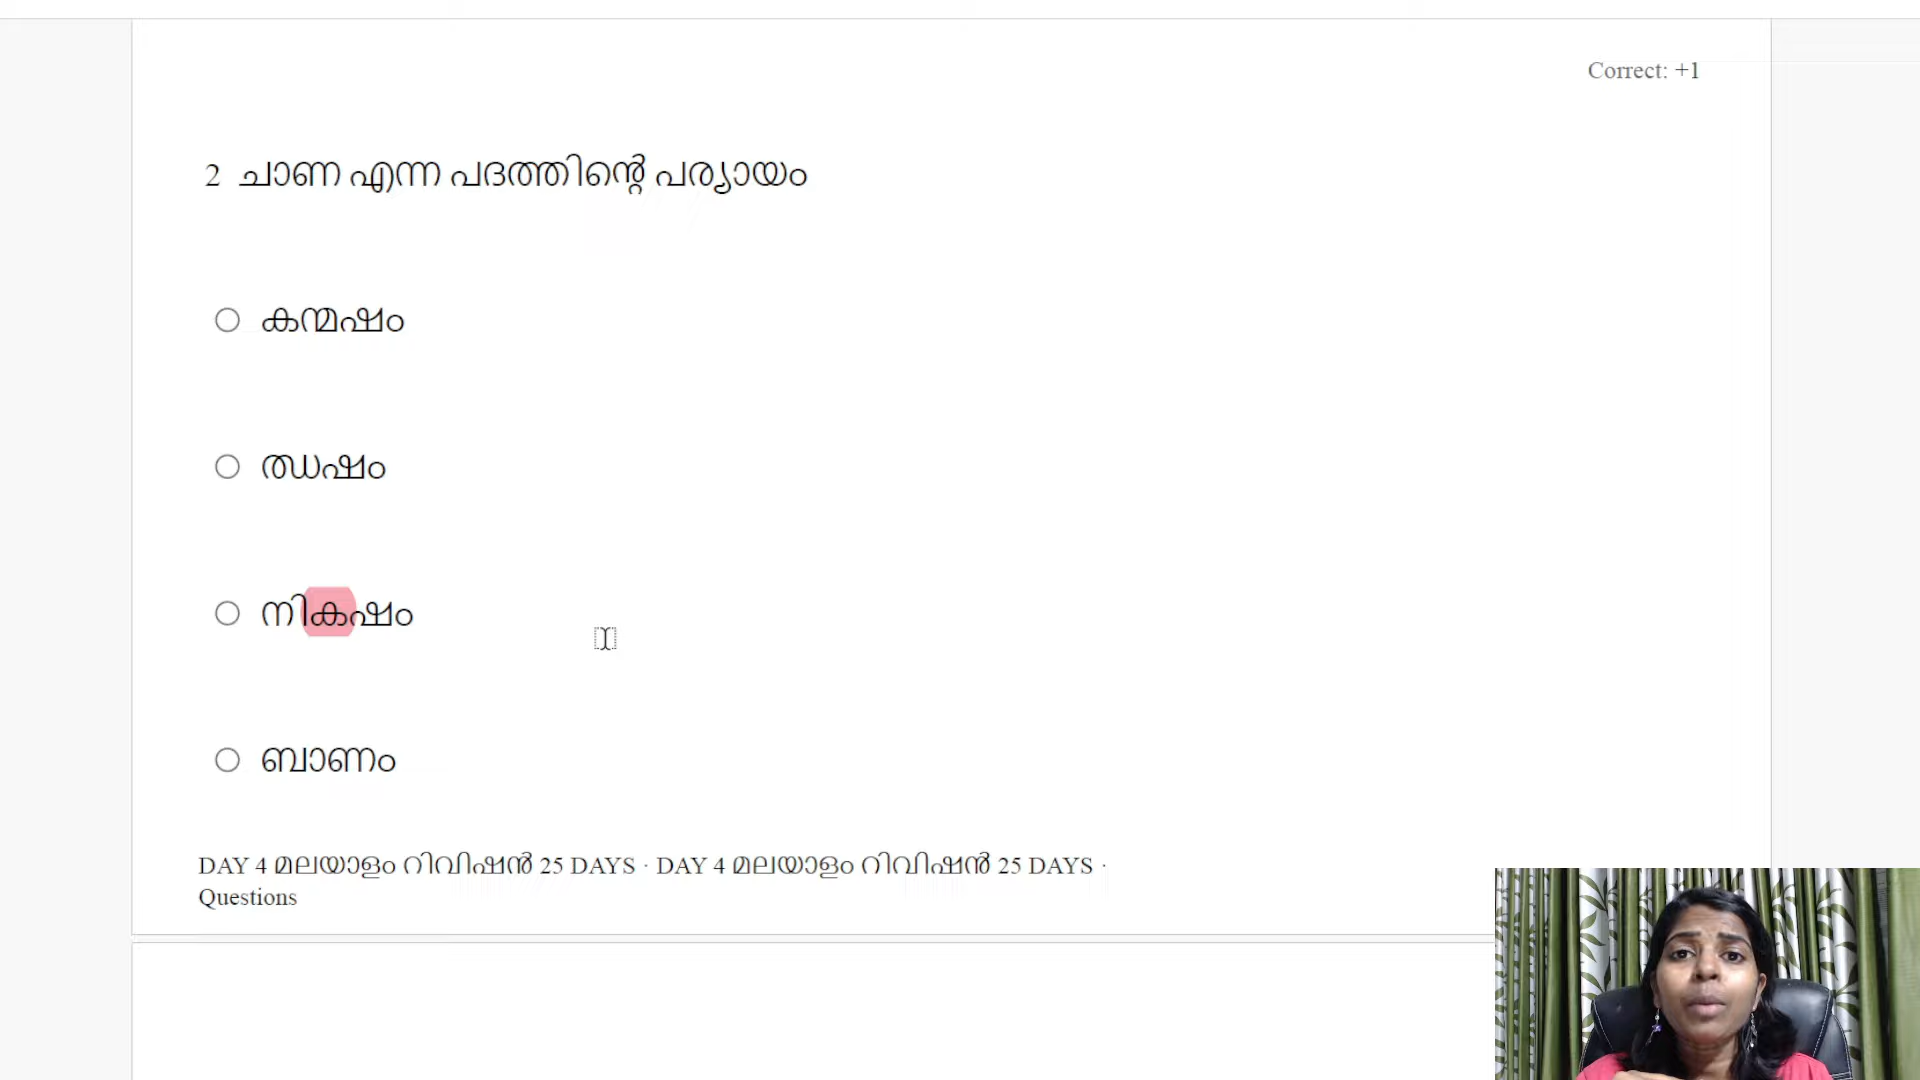 Correct: +1
2 ചാണ എന്ന പദത്തിന്റെ പര്യായം
കന്മഷം
ഝഷം
നികഷം
ബാണം
DAY 4 മലയാളം റിവിഷൻ 25 DAYS · DAY 4 മലയാളം റിവിഷൻ 25 DAYS ·
Questions